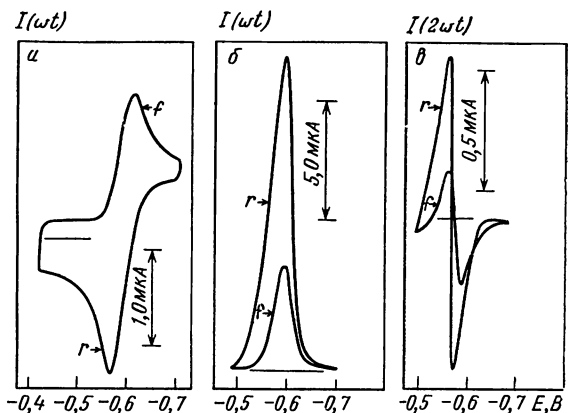 I(ωt)
I(ωt)
I(2ωt)
а
f
r
1,0 мкА
б
r
f
5,0 мкА
в
r
f
0,5 мкА
-0,4 -0,5 -0,6 -0,7
-0,5 -0,6 -0,7
-0,5 -0,6 -0,7 E,В